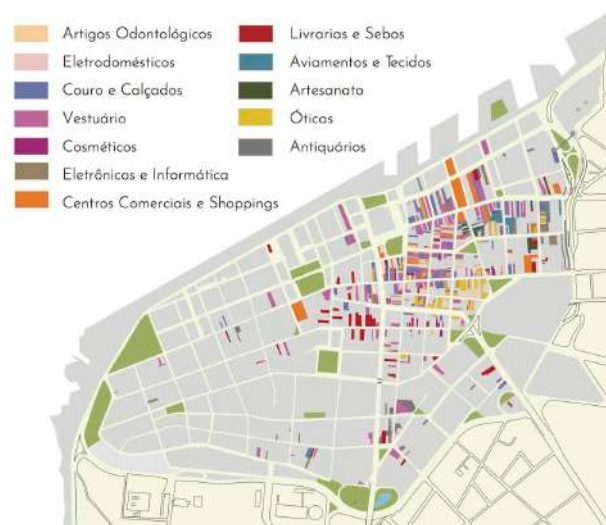 Artigos Odontológicos
Eletrodomésticos
Couro e Calçados
Vestuário
Cosméticos
Eletrônicos e Informática
Centros Comerciais e Shoppings
Livrarias e Sebos
Aviamentos e Tecidos
Artesanato
Óticas
Antiquários